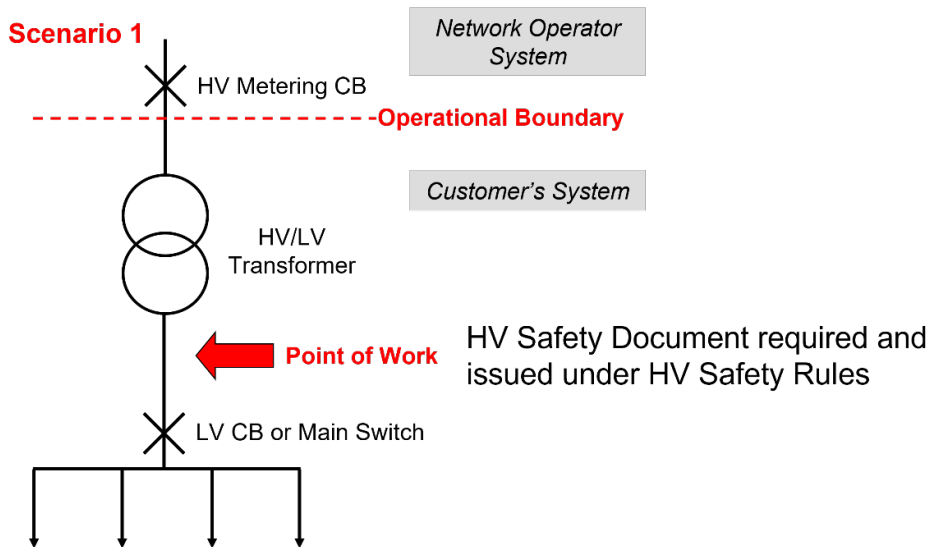 Scenario 1
Network Operator
System
HV Metering CB
Operational Boundary
Customer’s System
HV/LV
Transformer
Point of Work
HV Safety Document required and
issued under HV Safety Rules
LV CB or Main Switch